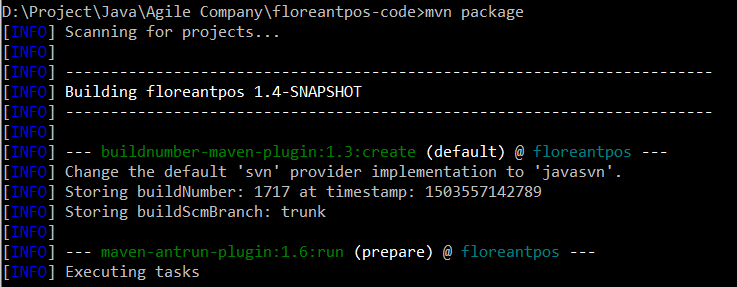 D:\Project\Java\Agile Company\floreantpos-code>mvn package
[INFO] Scanning for projects...
[INFO]
[INFO] ------------------------------------------------------------------------
[INFO] Building floreantpos 1.4-SNAPSHOT
[INFO] ------------------------------------------------------------------------
[INFO]
[INFO] --- buildnumber-maven-plugin:1.3:create (default) @ floreantpos ---
[INFO] Change the default 'svn' provider implementation to 'javasvn'.
[INFO] Storing buildNumber: 1717 at timestamp: 1503557142789
[INFO] Storing buildScmBranch: trunk
[INFO]
[INFO] --- maven-antrun-plugin:1.6:run (prepare) @ floreantpos ---
[INFO] Executing tasks